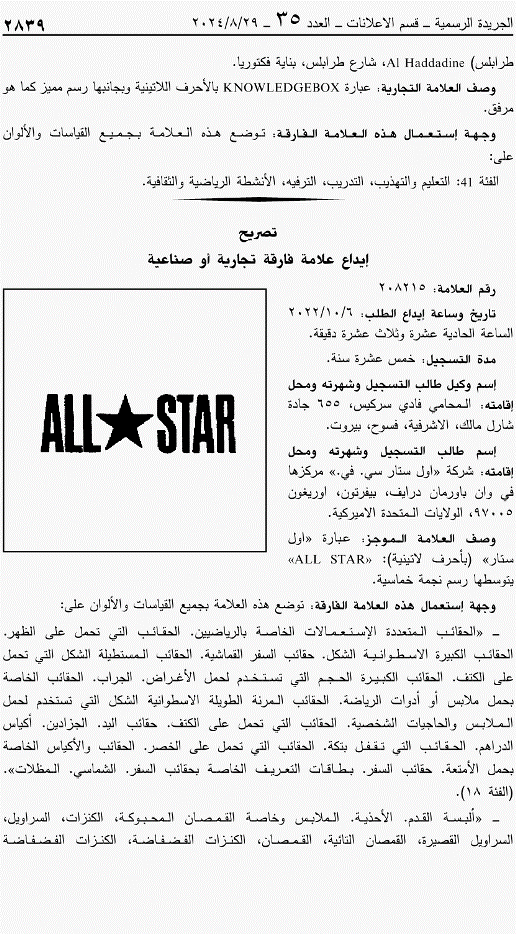 الجريدة الرسمية ــ قسم الاعلانات ــ العدد ٣٥ ــ ٢٠٢٤/٨/٢٩
٢٨٣٩
طرابلس) Al Haddadine، شارع طرابلس، بناية فكتوريا.
وصف العلامة التجارية: عبارة KNOWLEDGEBOX بالأحرف اللاتينية وبجانبها رسم مميز كما هو
مرفق.
وجهة إستعمال هذه العلامة الفارقة: توضع هذه العلامة بجميع القياسات والألوان
على:
الفئة 41: التعليم والتهذيب، التدريب، الترفيه، الأنشطة الرياضية والثقافية.
تصريح
إيداع علامة فارقة تجارية أو صناعية
رقم العلامة: ٢٠٨٢١٥
تاريخ وساعة إيداع الطلب: ٢٠٢٢/١٠/٦
الساعة الحادية عشرة وثلاث عشرة دقيقة.
مدة التسجيل: خمس عشرة سنة.
إسم وكيل طالب التسجيل وشهرته ومحل
إقامته: المحامي فادي سركيس، ٦٥٥ جادة
شارل مالك، الاشرفية، فسوح، بيروت.
إسم طالب التسجيل وشهرته ومحل
إقامته: شركة «اول ستار سي. في.» مركزها
في وان باورمان درايف، بيفرتون، اوريغون
٩٧٠٠٥، الولايات المتحدة الاميركية.
وصف العلامة الموجز: عبارة «اول
ستار» (بأحرف لاتينية): «ALL STAR»
يتوسطها رسم نجمة خماسية.
ALL★STAR
وجهة إستعمال هذه العلامة الفارقة: توضع هذه العلامة بجميع القياسات والألوان على:
ــ «الحقائب المتعددة الإستعمالات الخاصة بالرياضيين. الحقائب التي تحمل على الظهر.
الحقائب الكبيرة الاسطوانية الشكل. حقائب السفر القماشية. الحقائب المستطيلة الشكل التي تحمل
على الكتف. الحقائب الكبيرة الحجم التي تستخدم لحمل الأغراض. الجراب. الحقائب الخاصة
بحمل ملابس أو أدوات الرياضة. الحقائب المرنة الطويلة الاسطوانية الشكل التي تستخدم لحمل
الملابس والحاجيات الشخصية. الحقائب التي تحمل على الكتف. حقائب اليد. الجزادين. أكياس
الدراهم. الحقائب التي تقفل بتكة. الحقائب التي تحمل على الخصر. الحقائب والأكياس الخاصة
بحمل الأمتعة. حقائب السفر. بطاقات التعريف الخاصة بحقائب السفر. الشماسي. المظلات».
(الفئة ١٨).
ــ «ألبسة القدم. الأحذية. الملابس وخاصة القمصان المحبوكة، الكنزات، السراويل،
السراويل القصيرة، القمصان التائية، القمصان، الكنزات الفضفاضة، الكنزات الفضفاضة